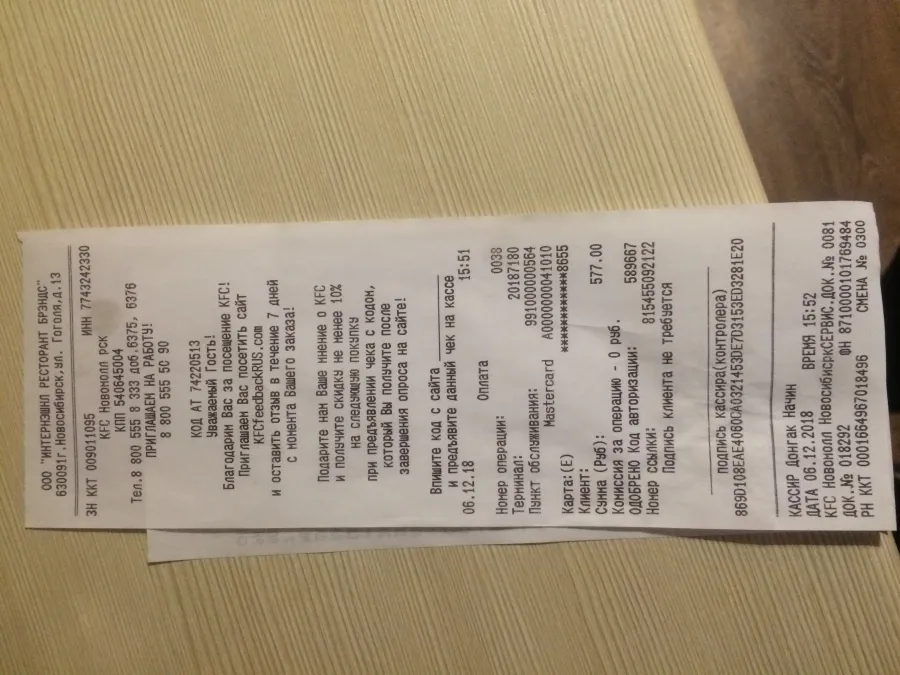 ООО "ИНТЕРНЭШНЛ РЕСТОРАНТ БРЭНДС"
630091г.Новосибирск,ул. Гоголя,д.13
ЗН ККТ 009011095 ИНН 7743242330
KFC Новомолл рск
КПП 540645004
Тел.8 800 555 8 333 доб.6375, 6376
ПРИГЛАШАЕМ НА РАБОТУ!
8 800 555 50 90
КОД АТ 74220513
Уважаемый Гость!
Благодарим Вас за посещение KFC!
Приглашаем Вас посетить сайт
KFCfeedbackRUS.com
и оставить отзыв в течение 7 дней
с момента Вашего заказа!
Подарите нам Ваше мнение о KFC
и получите скидку не менее 10%
на следующую покупку
при предъявлении чека с кодом,
который Вы получите после
завершения опроса на сайте!
Впишите код с сайта
и предъявите данный чек на кассе
06.12.18 15:51
Оплата
Номер операции: 0038
Терминал: 20187180
Пункт обслуживания: 991000000564
Mastercard A0000000041010
Карта:(E) ************8655
Клиент:
Сумма (Руб): 577.00
Комиссия за операцию - 0 руб.
ОДОБРЕНО Код авторизации: 589667
Номер ссылки: 815455092122
Подпись клиента не требуется
подпись кассира(контролера)
869D108EAE4060CA0321453DE7D3153ED3281E20
КАССИР Донгак Начин
ДАТА 06.12.2018 ВРЕМЯ 15:52
KFC Новомолл НовосибирскСЕРВИС.ДОК.№ 0081
ДОК.№ 018292 ФН 8710000101769484
РН ККТ 0001664967018496 СМЕНА № 0300